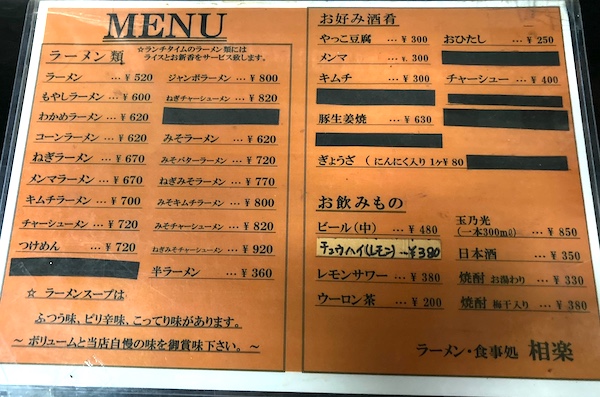 MENU
ラーメン類
☆ランチタイムのラーメン類には
ライスとお新香をサービス致します。
ラーメン …￥520
もやしラーメン …￥600
わかめラーメン …￥620
コーンラーメン …￥620
ねぎラーメン …￥670
メンマラーメン …￥670
キムチラーメン …￥700
チャーシューメン …￥720
つけめん …￥720
ジャンボラーメン …￥800
ねぎチャーシューメン …￥820
みそラーメン …￥620
みそバターラーメン …￥720
ねぎみそラーメン …￥770
みそキムチラーメン …￥800
みそチャーシューメン …￥820
ねぎみそチャーシューメン …￥920
半ラーメン …￥360
☆ ラーメンスープは
ふつう味、ピリ辛味、こってり味があります。
～ ボリュームと当店自慢の味を御賞味下さい。～
お好み酒肴
やっこ豆腐 …￥300
メンマ …￥300
キムチ …￥300
豚生姜焼 …￥630
ぎょうざ（にんにく入り1ヶ￥80
おひたし …￥250
チャーシュー …￥400
お飲みもの
ビール（中） …￥480
チュウハイ(レモン) …￥380
レモンサワー …￥380
ウーロン茶 …￥200
玉乃光
（一本300㎖） …￥850
日本酒 …￥350
焼酎 お湯わり …￥330
焼酎 梅干入り …￥380
ラーメン・食事処 相楽